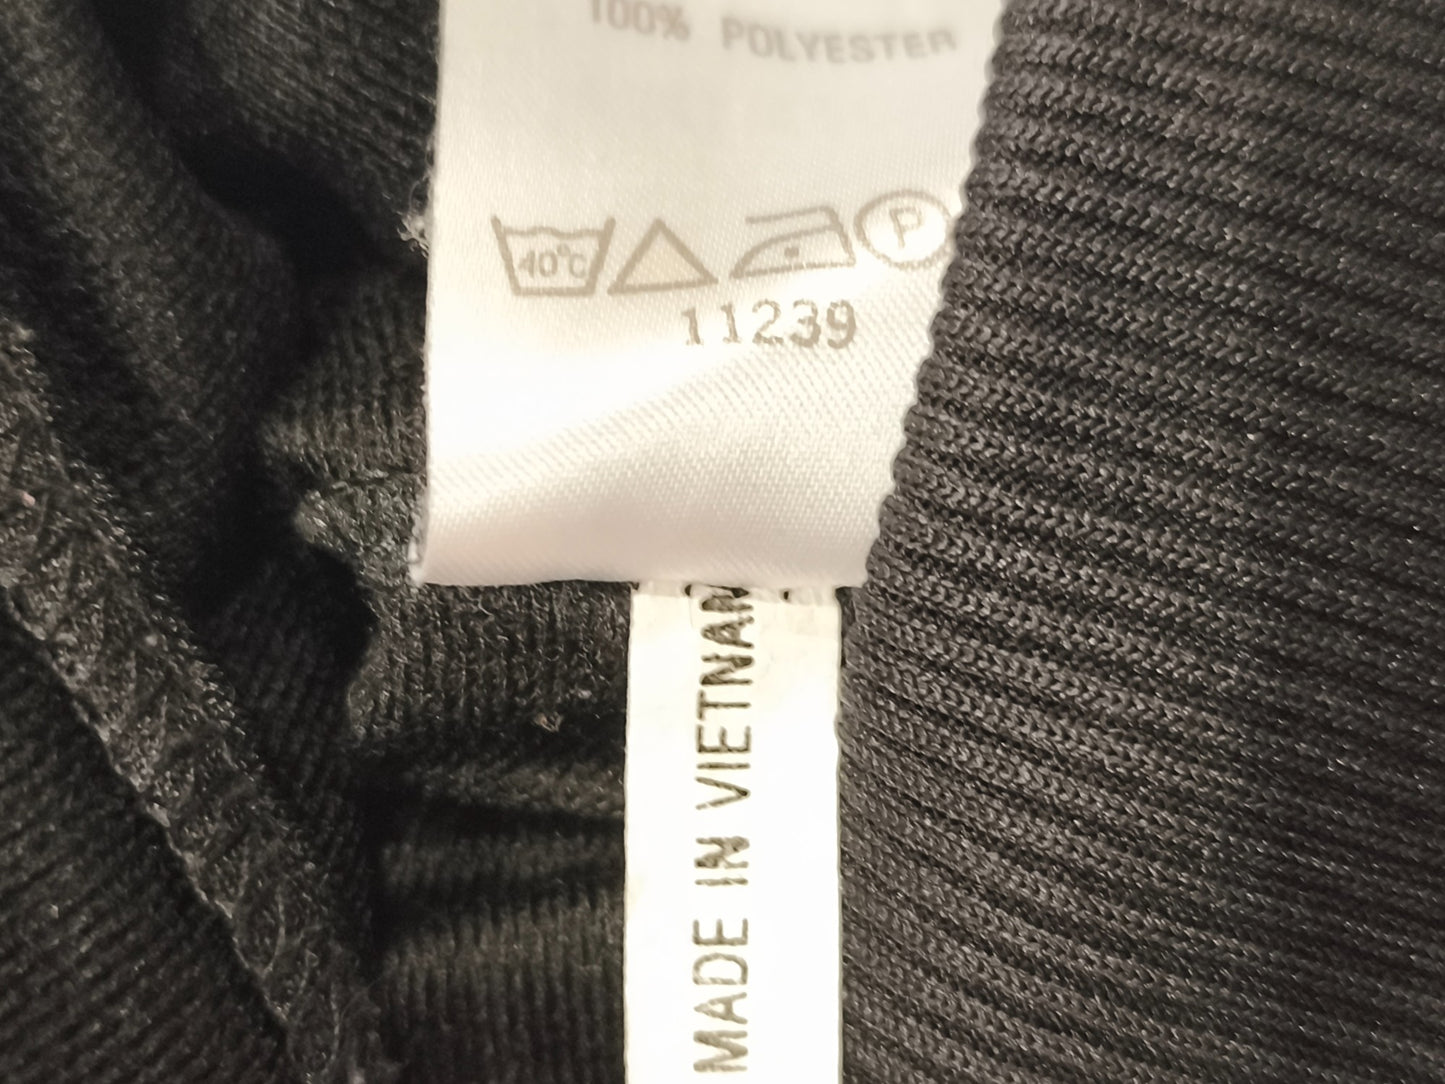 100% POLYESTER
40°C P
11239
MADE IN VIETNAM